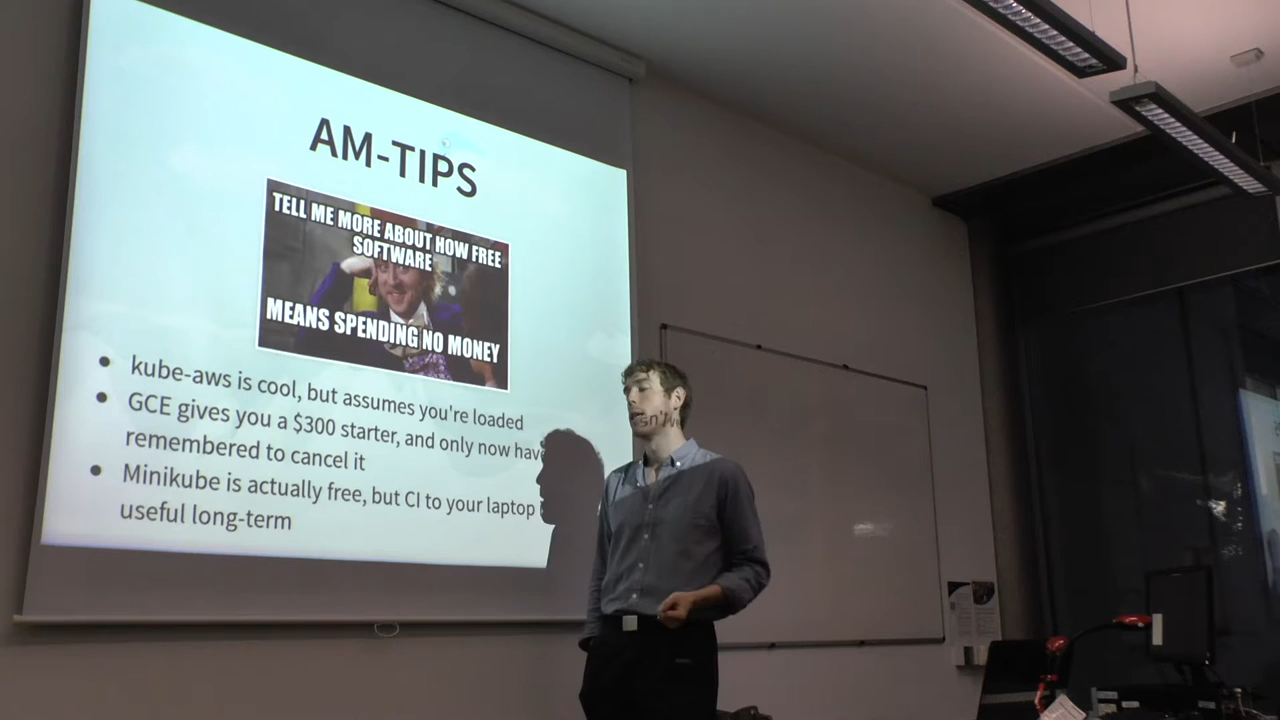 AM-TIPS
TELL ME MORE ABOUT HOW FREE
SOFTWARE
MEANS SPENDING NO MONEY
kube-aws is cool, but assumes you're loaded
GCE gives you a $300 starter, and only now have
remembered to cancel it
Minikube is actually free, but CI to your laptop
useful long-term